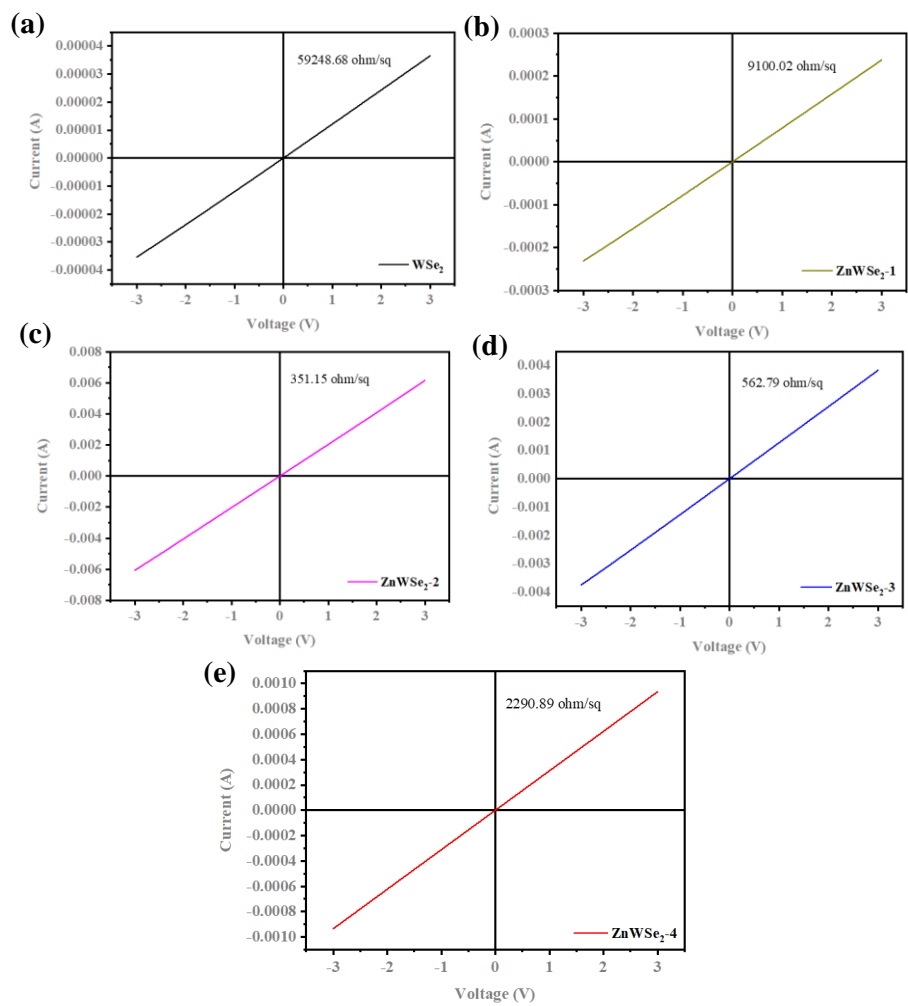 (a)
59248.68 ohm/sq
Current (A)
0.00004
0.00003
0.00002
0.00001
0.00000
-0.00001
-0.00002
-0.00003
-0.00004
WSe₂
-3 -2 -1 0 1 2 3
Voltage (V)
(b)
9100.02 ohm/sq
Current (A)
0.0003
0.0002
0.0001
0.0000
-0.0001
-0.0002
-0.0003
ZnWSe₂-1
-3 -2 -1 0 1 2 3
Voltage (V)
(c)
351.15 ohm/sq
Current (A)
0.008
0.006
0.004
0.002
0.000
-0.002
-0.004
-0.006
-0.008
ZnWSe₂-2
-3 -2 -1 0 1 2 3
Voltage (V)
(d)
562.79 ohm/sq
Current (A)
0.004
0.003
0.002
0.001
0.000
-0.001
-0.002
-0.003
-0.004
ZnWSe₂-3
-3 -2 -1 0 1 2 3
Voltage (V)
(e)
2290.89 ohm/sq
Current (A)
0.0010
0.0008
0.0006
0.0004
0.0002
0.0000
-0.0002
-0.0004
-0.0006
-0.0008
-0.0010
ZnWSe₂-4
-3 -2 -1 0 1 2 3
Voltage (V)